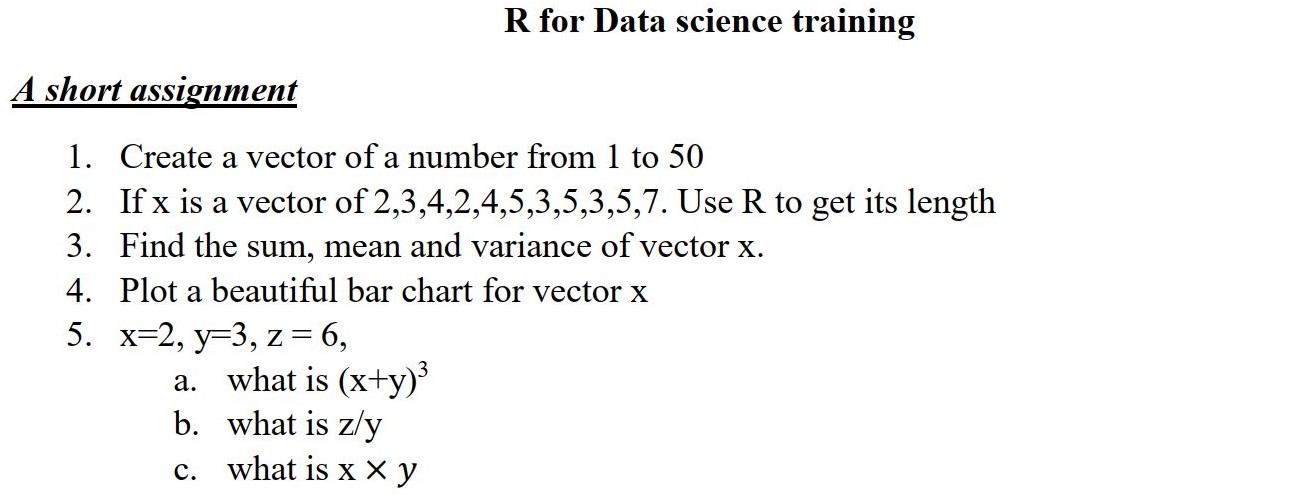 R for Data science training
A short assignment
1. Create a vector of a number from 1 to 50
2. If x is a vector of 2,3,4,2,4,5,3,5,3,5,7. Use R to get its length
3. Find the sum, mean and variance of vector x.
4. Plot a beautiful bar chart for vector x
5. x=2, y=3, z = 6,
a. what is (x+y)³
b. what is z/y
c. what is x × y